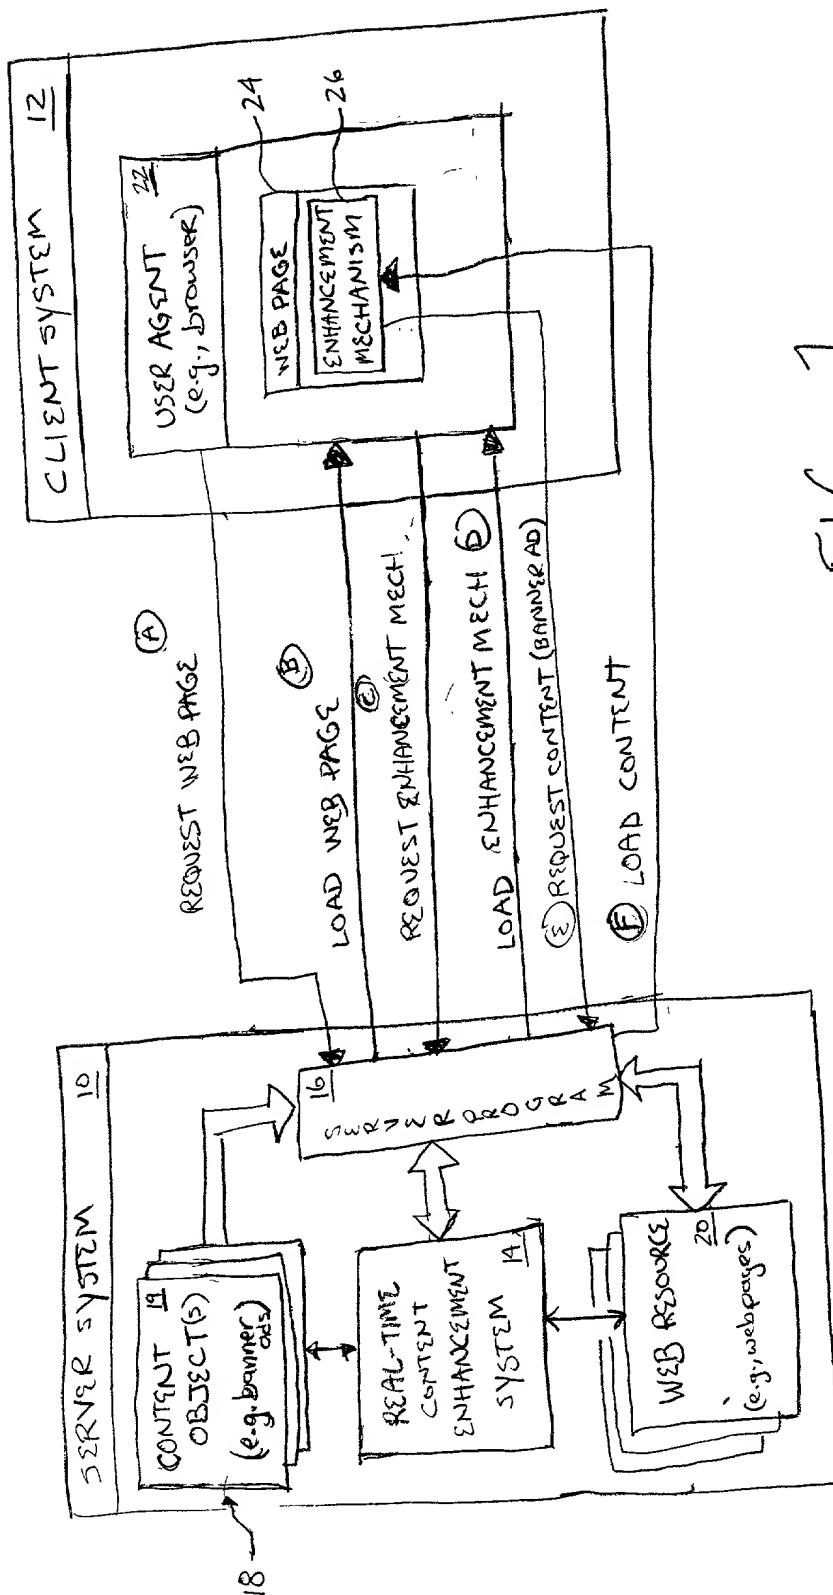 SERVER SYSTEM 10
18
CONTENT 19
OBJECT(S)
(e.g. banner
ads)
REAL-TIME
CONTENT
ENHANCEMENT
SYSTEM 14
WEB RESOURCE
20
(e.g., webpages)
16
SERVER PROGRAM
REQUEST WEB PAGE A
LOAD WEB PAGE B
REQUEST ENHANCEMENT MECH. C
LOAD ENHANCEMENT MECH D
E REQUEST CONTENT (BANNER AD)
F LOAD CONTENT
CLIENT SYSTEM 12
USER AGENT 22
(e.g., browser)
24
WEB PAGE
26
ENHANCEMENT
MECHANISM
FIG. 1